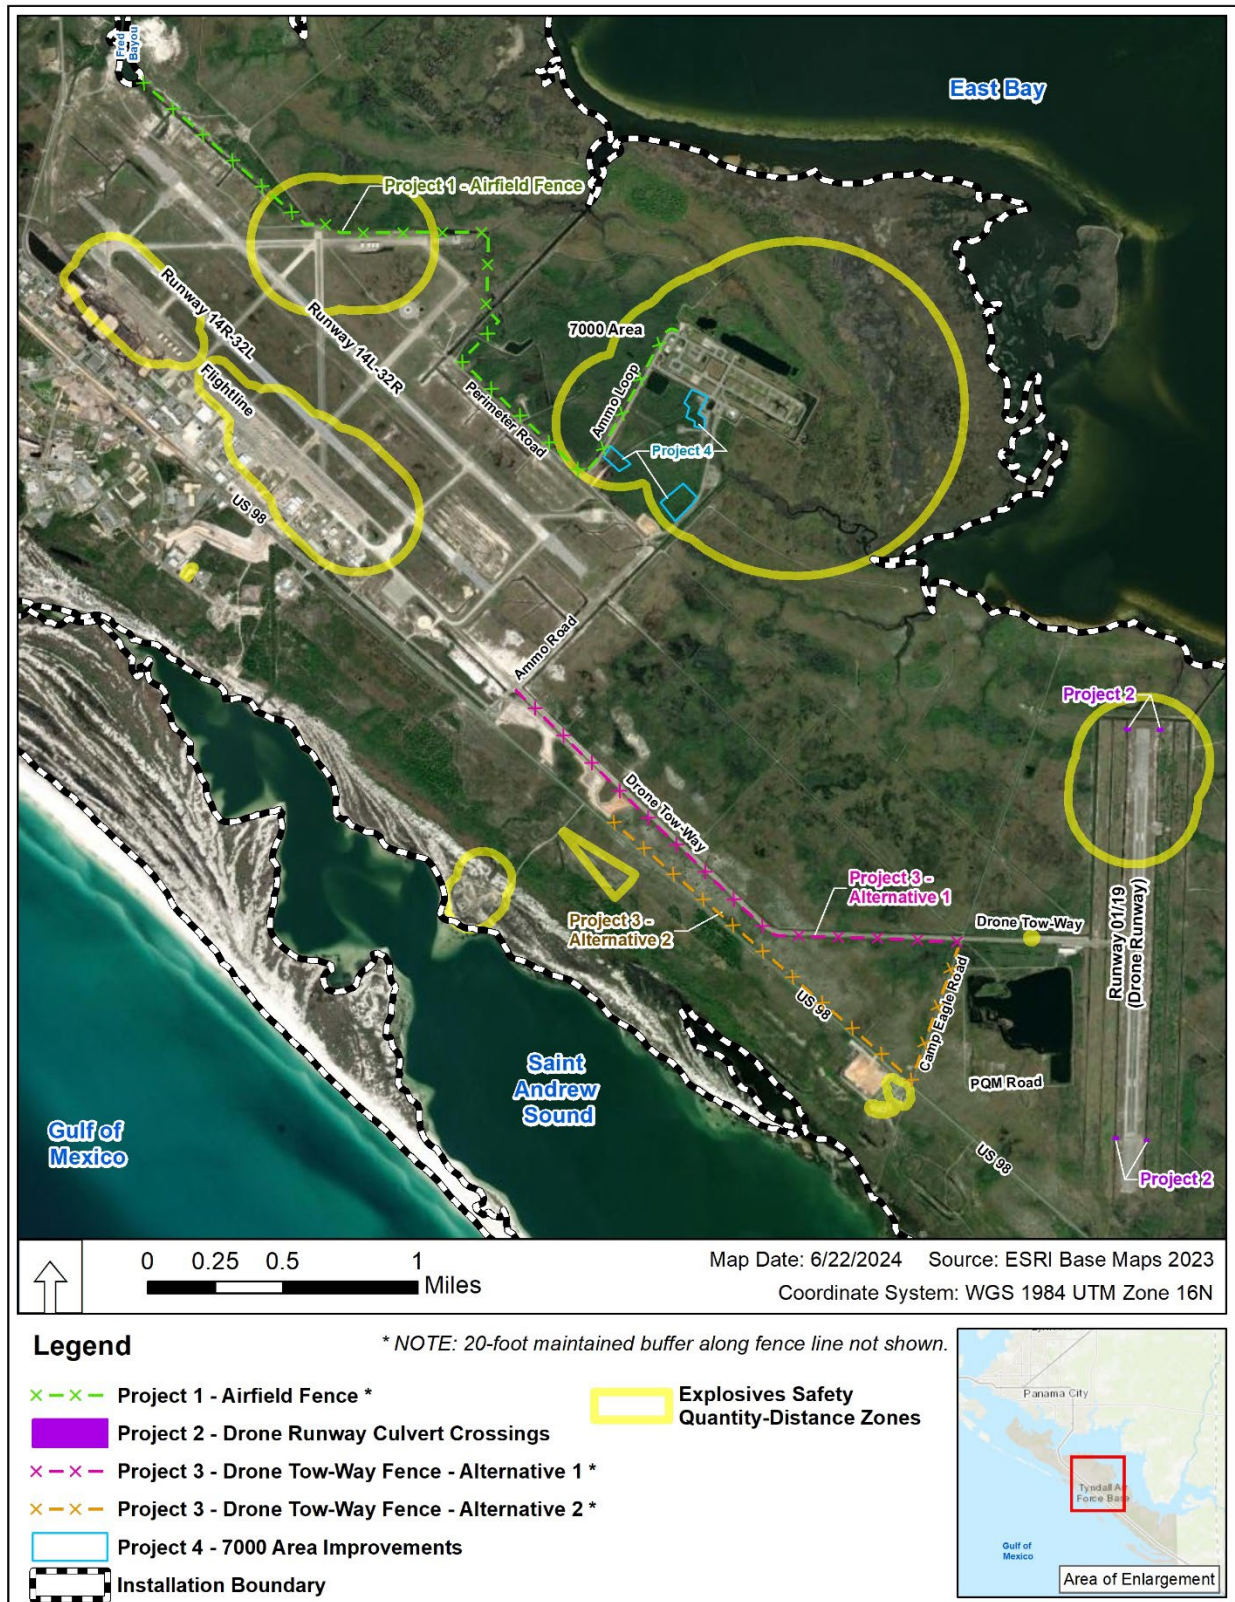 Fred
Bayou
East Bay
Project 1 - Airfield Fence
Runway 14R-32L
Runway 14L-32R
7000 Area
Flightline
Perimeter Road
Ammo Loop
Project 4
US 98
Ammo Road
Project 2
Drone Tow-Way
Project 3 -
Alternative 1
Project 3 -
Alternative 2
Drone Tow-Way
Runway 01/19
(Drone Runway)
US 98
Camp Eagle Road
PQM Road
Saint
Andrew
Sound
Gulf of
Mexico
US 98
Project 2
0 0.25 0.5 1
Miles
Map Date: 6/22/2024 Source: ESRI Base Maps 2023
Coordinate System: WGS 1984 UTM Zone 16N
Legend
* NOTE: 20-foot maintained buffer along fence line not shown.
Project 1 - Airfield Fence *
Project 2 - Drone Runway Culvert Crossings
Project 3 - Drone Tow-Way Fence - Alternative 1 *
Project 3 - Drone Tow-Way Fence - Alternative 2 *
Project 4 - 7000 Area Improvements
Installation Boundary
Explosives Safety
Quantity-Distance Zones
Panama City
Tyndall Air
Force Base
Gulf of
Mexico
Area of Enlargement